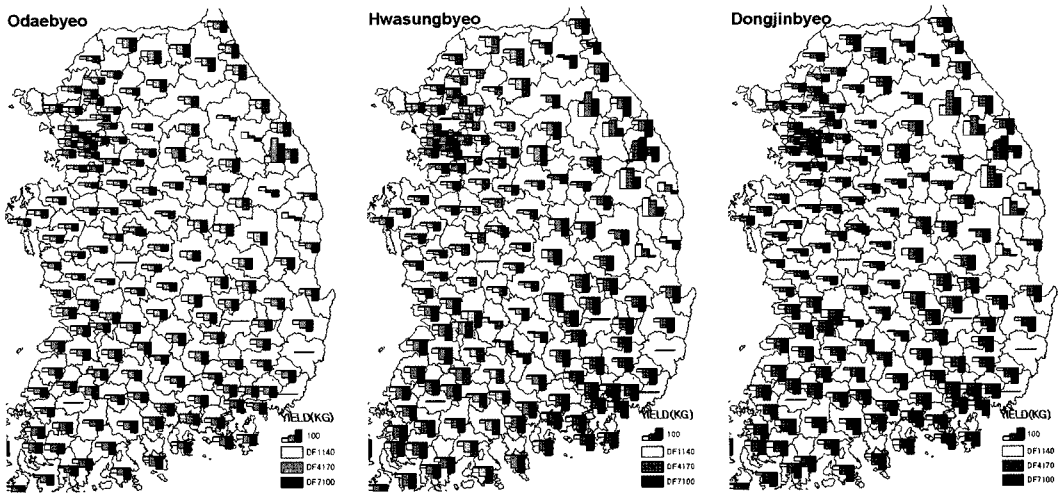 Odaebyeo
Hwasungbyeo
Dongjinbyeo
YIELD(KG)
100
DF1140
DF4170
DF7100
YIELD(KG)
100
DF1140
DF4170
DF7100
YIELD(KG)
100
DF1140
DF4170
DF7100